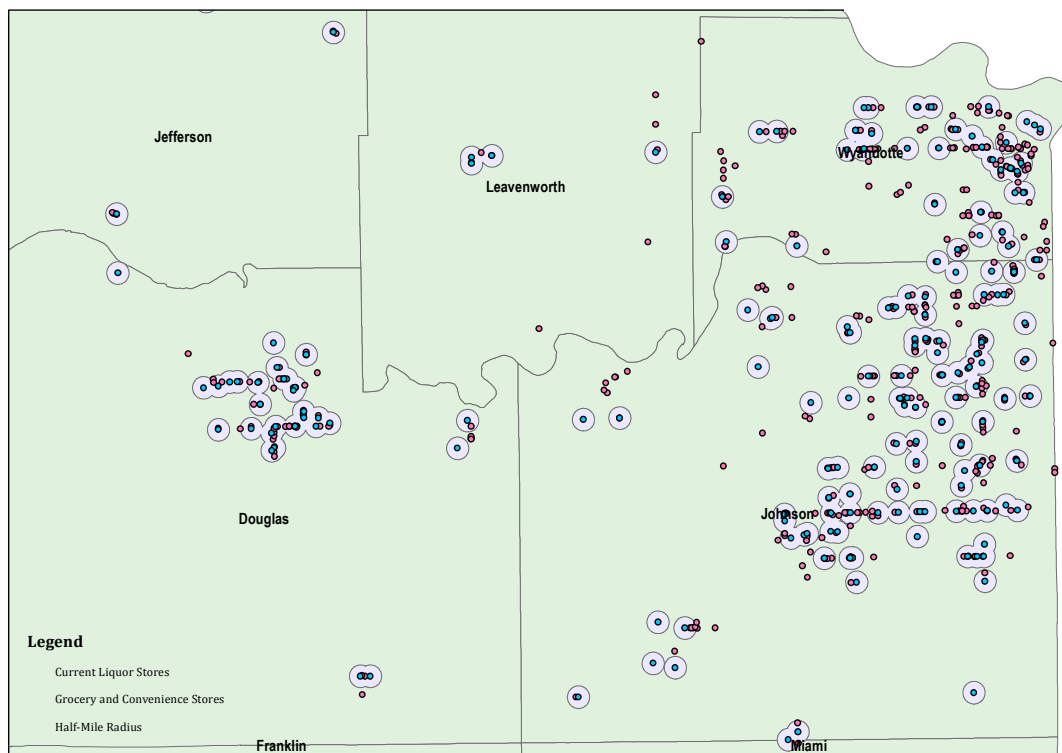 Jefferson
Leavenworth
Wyandotte
Douglas
Johnson
Legend
Current Liquor Stores
Grocery and Convenience Stores
Half-Mile Radius
Franklin
Miami